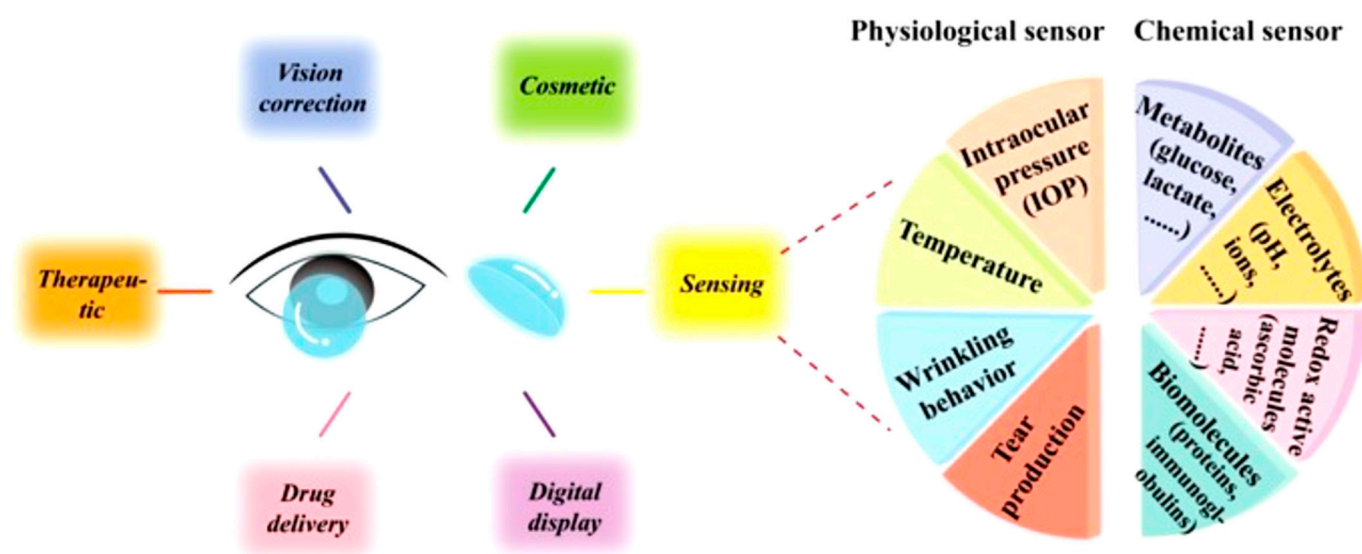 Vision
correction
Cosmetic
Therapeu-
tic
Sensing
Drug
delivery
Digital
display
Physiological sensor
Chemical sensor
Intraocular
pressure
(IOP)
Temperature
Wrinkling
behavior
Tear
production
Metabolites
(glucose,
lactate,
......)
Electrolytes
(pH,
ions,
......)
Redox active
molecules
(ascorbic
acid,
......)
Biomolecules
(proteins,
immunogl-
obulins)